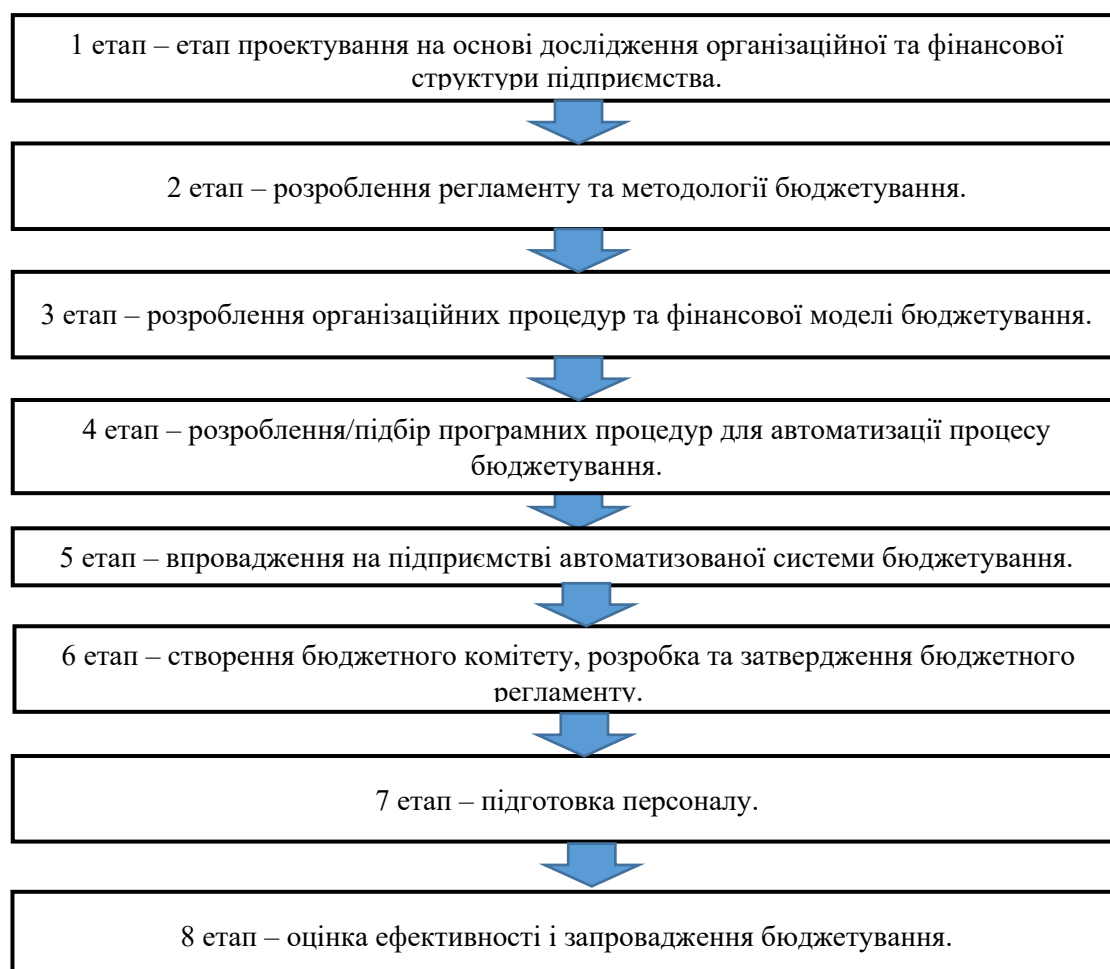 1 етап – етап проектування на основі дослідження організаційної та фінансової
структури підприємства.
2 етап – розроблення регламенту та методології бюджетування.
3 етап – розроблення організаційних процедур та фінансової моделі бюджетування.
4 етап – розроблення/підбір програмних процедур для автоматизації процесу
бюджетування.
5 етап – впровадження на підприємстві автоматизованої системи бюджетування.
6 етап – створення бюджетного комітету, розробка та затвердження бюджетного
регламенту.
7 етап – підготовка персоналу.
8 етап – оцінка ефективності і запровадження бюджетування.